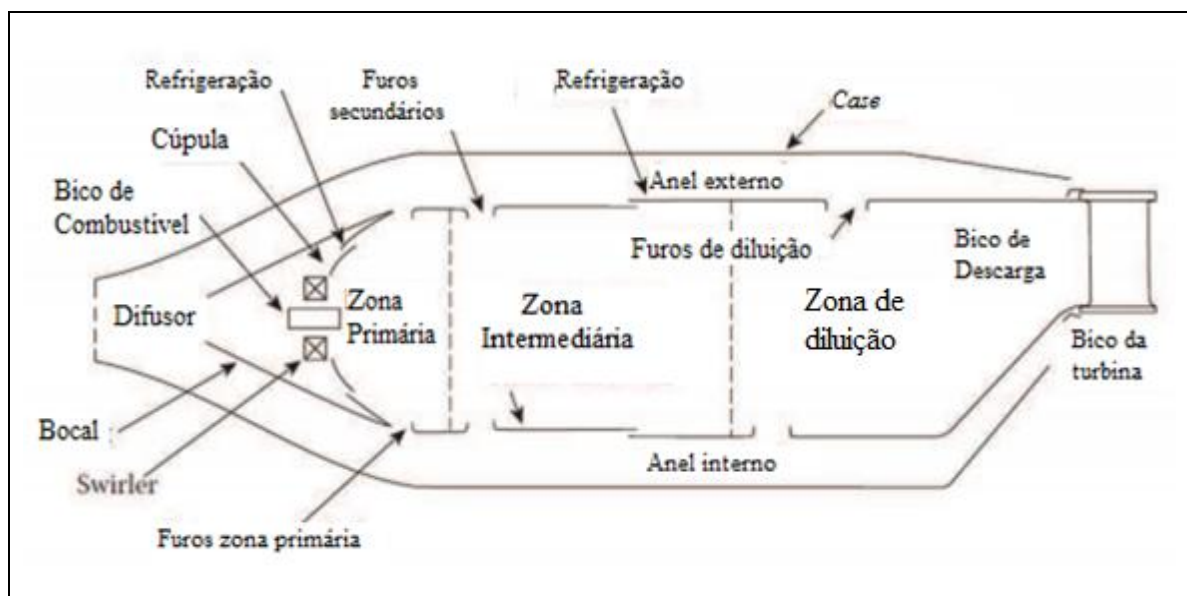 Refrigeração
Furos
secundários
Refrigeração
Case
Cúpula
Bico de
Combustível
Anel externo
Furos de diluição
Bico de
Descarga
Difusor
Zona
Primária
Zona
Intermediária
Zona de
diluição
Bico da
turbina
Bocal :
Swirler
Anel interno
Furos zona primária